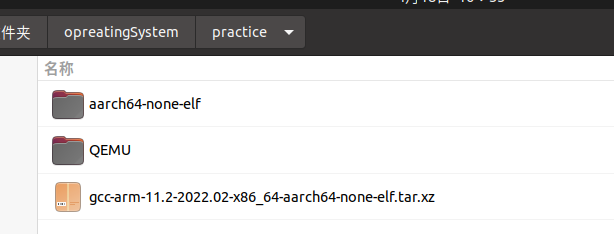 件夹 opreatingSystem practice
名称
aarch64-none-elf
QEMU
gcc-arm-11.2-2022.02-x86_64-aarch64-none-elf.tar.xz